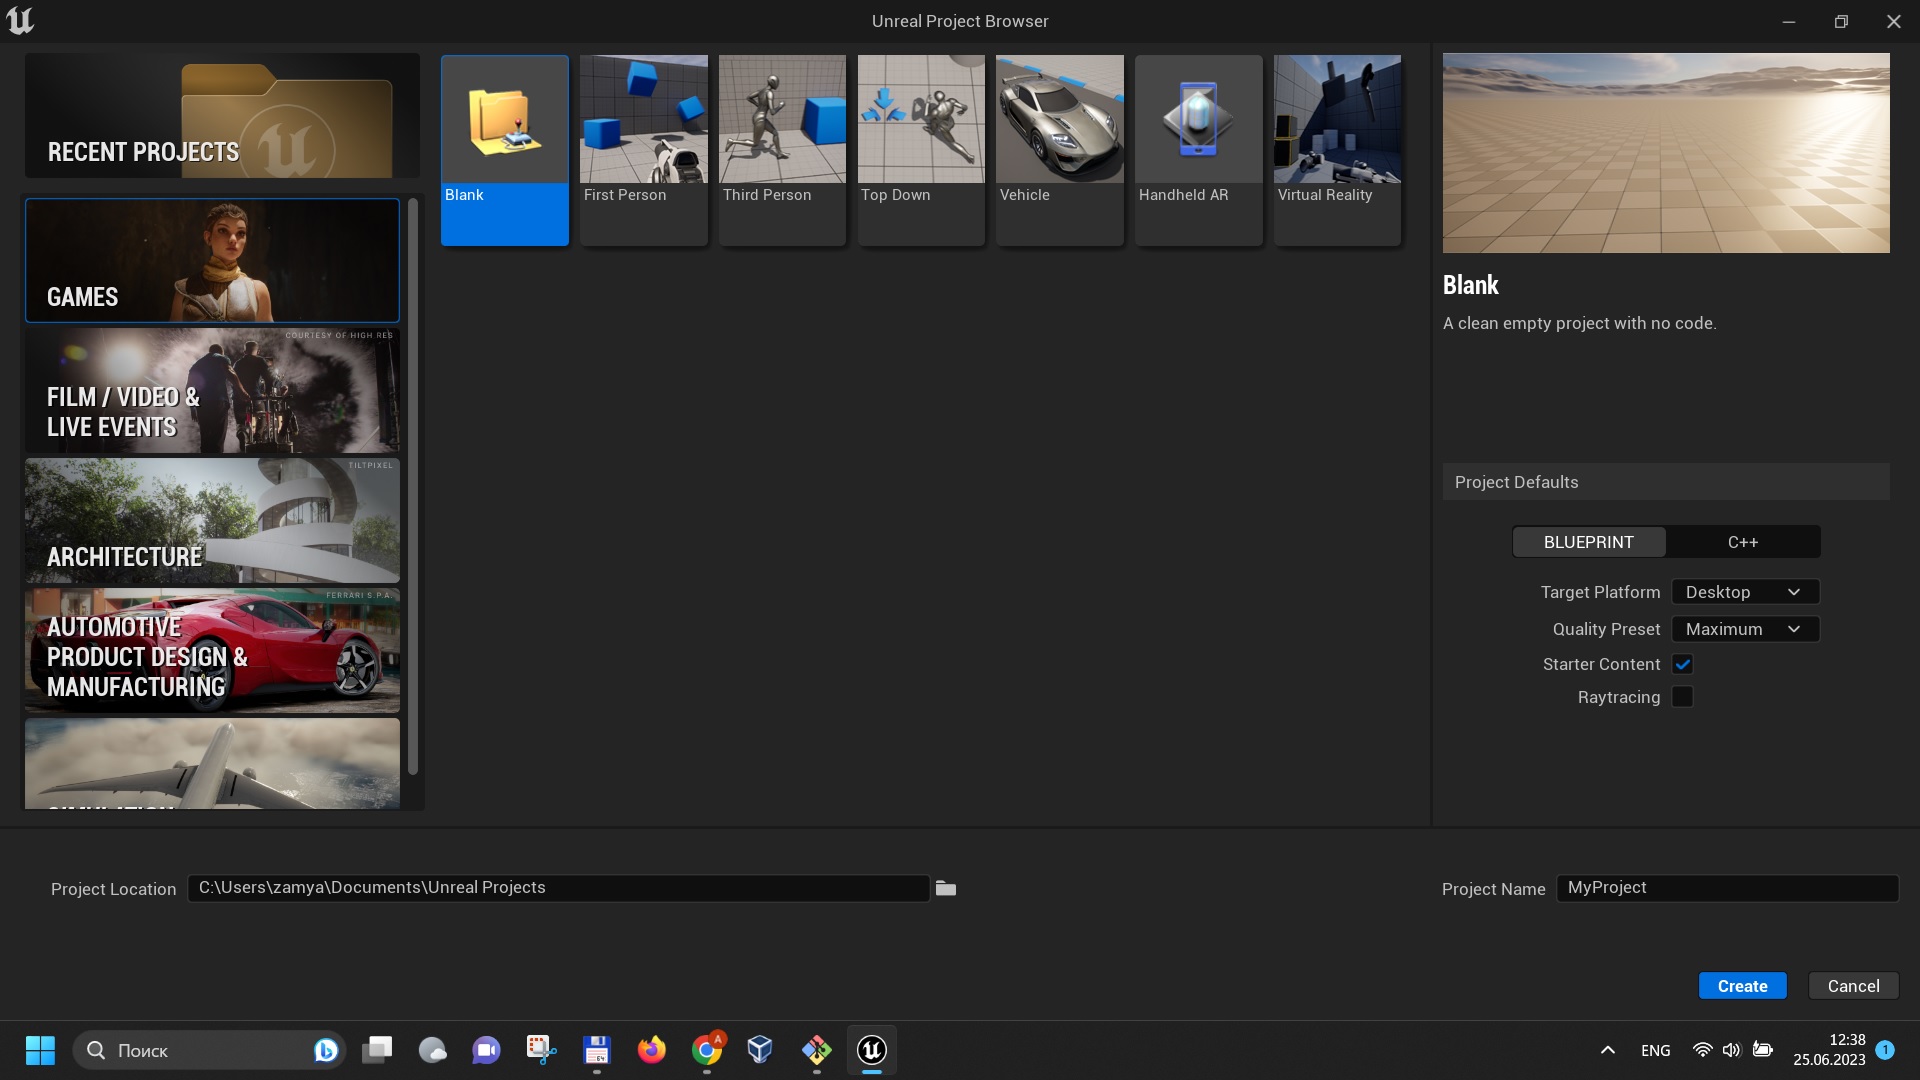 Unreal Project Browser
RECENT PROJECTS
GAMES
COURTESY OF HIGH RES
FILM / VIDEO &
LIVE EVENTS
TILTPIXEL
ARCHITECTURE
FERRARI S.P.A.
AUTOMOTIVE
PRODUCT DESIGN &
MANUFACTURING
SIMULATION
Blank
First Person
Third Person
Top Down
Vehicle
Handheld AR
Virtual Reality
Blank
A clean empty project with no code.
Project Defaults
BLUEPRINT
C++
Target Platform
Desktop
Quality Preset
Maximum
Starter Content
Raytracing
Project Location
C:\Users\zamya\Documents\Unreal Projects
Project Name
MyProject
Create
Cancel
Поиск
64
A
ENG
12:38
25.06.2023
1